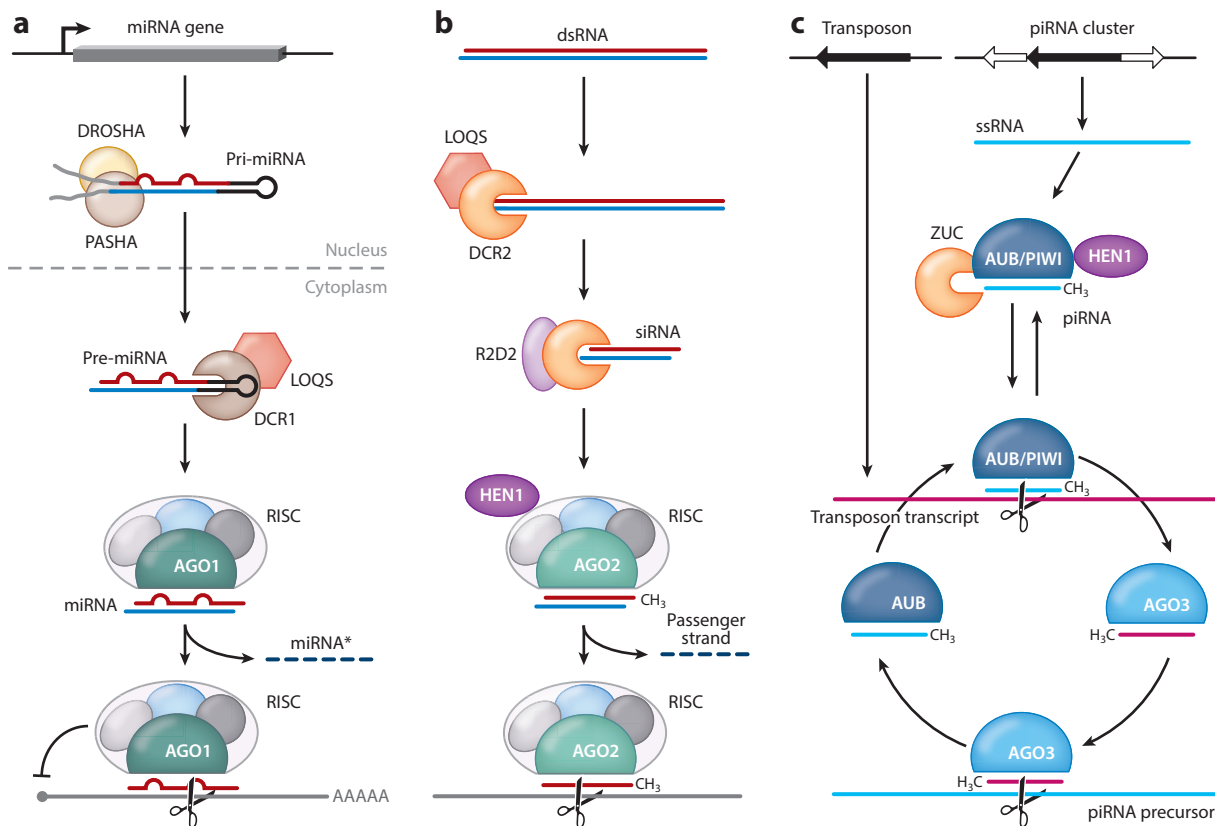 a
miRNA gene
DROSHA
Pri-miRNA
PASHA
Nucleus
Cytoplasm
Pre-miRNA
LOQS
DCR1
RISC
AGO1
miRNA
miRNA*
RISC
AGO1
AAAAA
b
dsRNA
LOQS
DCR2
siRNA
R2D2
HEN1
RISC
AGO2
CH3
Passenger
strand
RISC
AGO2
CH3
c
Transposon
piRNA cluster
ssRNA
ZUC
AUB/PIWI
HEN1
CH3
piRNA
AUB/PIWI
CH3
Transposon transcript
AUB
CH3
AGO3
H3C
AGO3
H3C
piRNA precursor